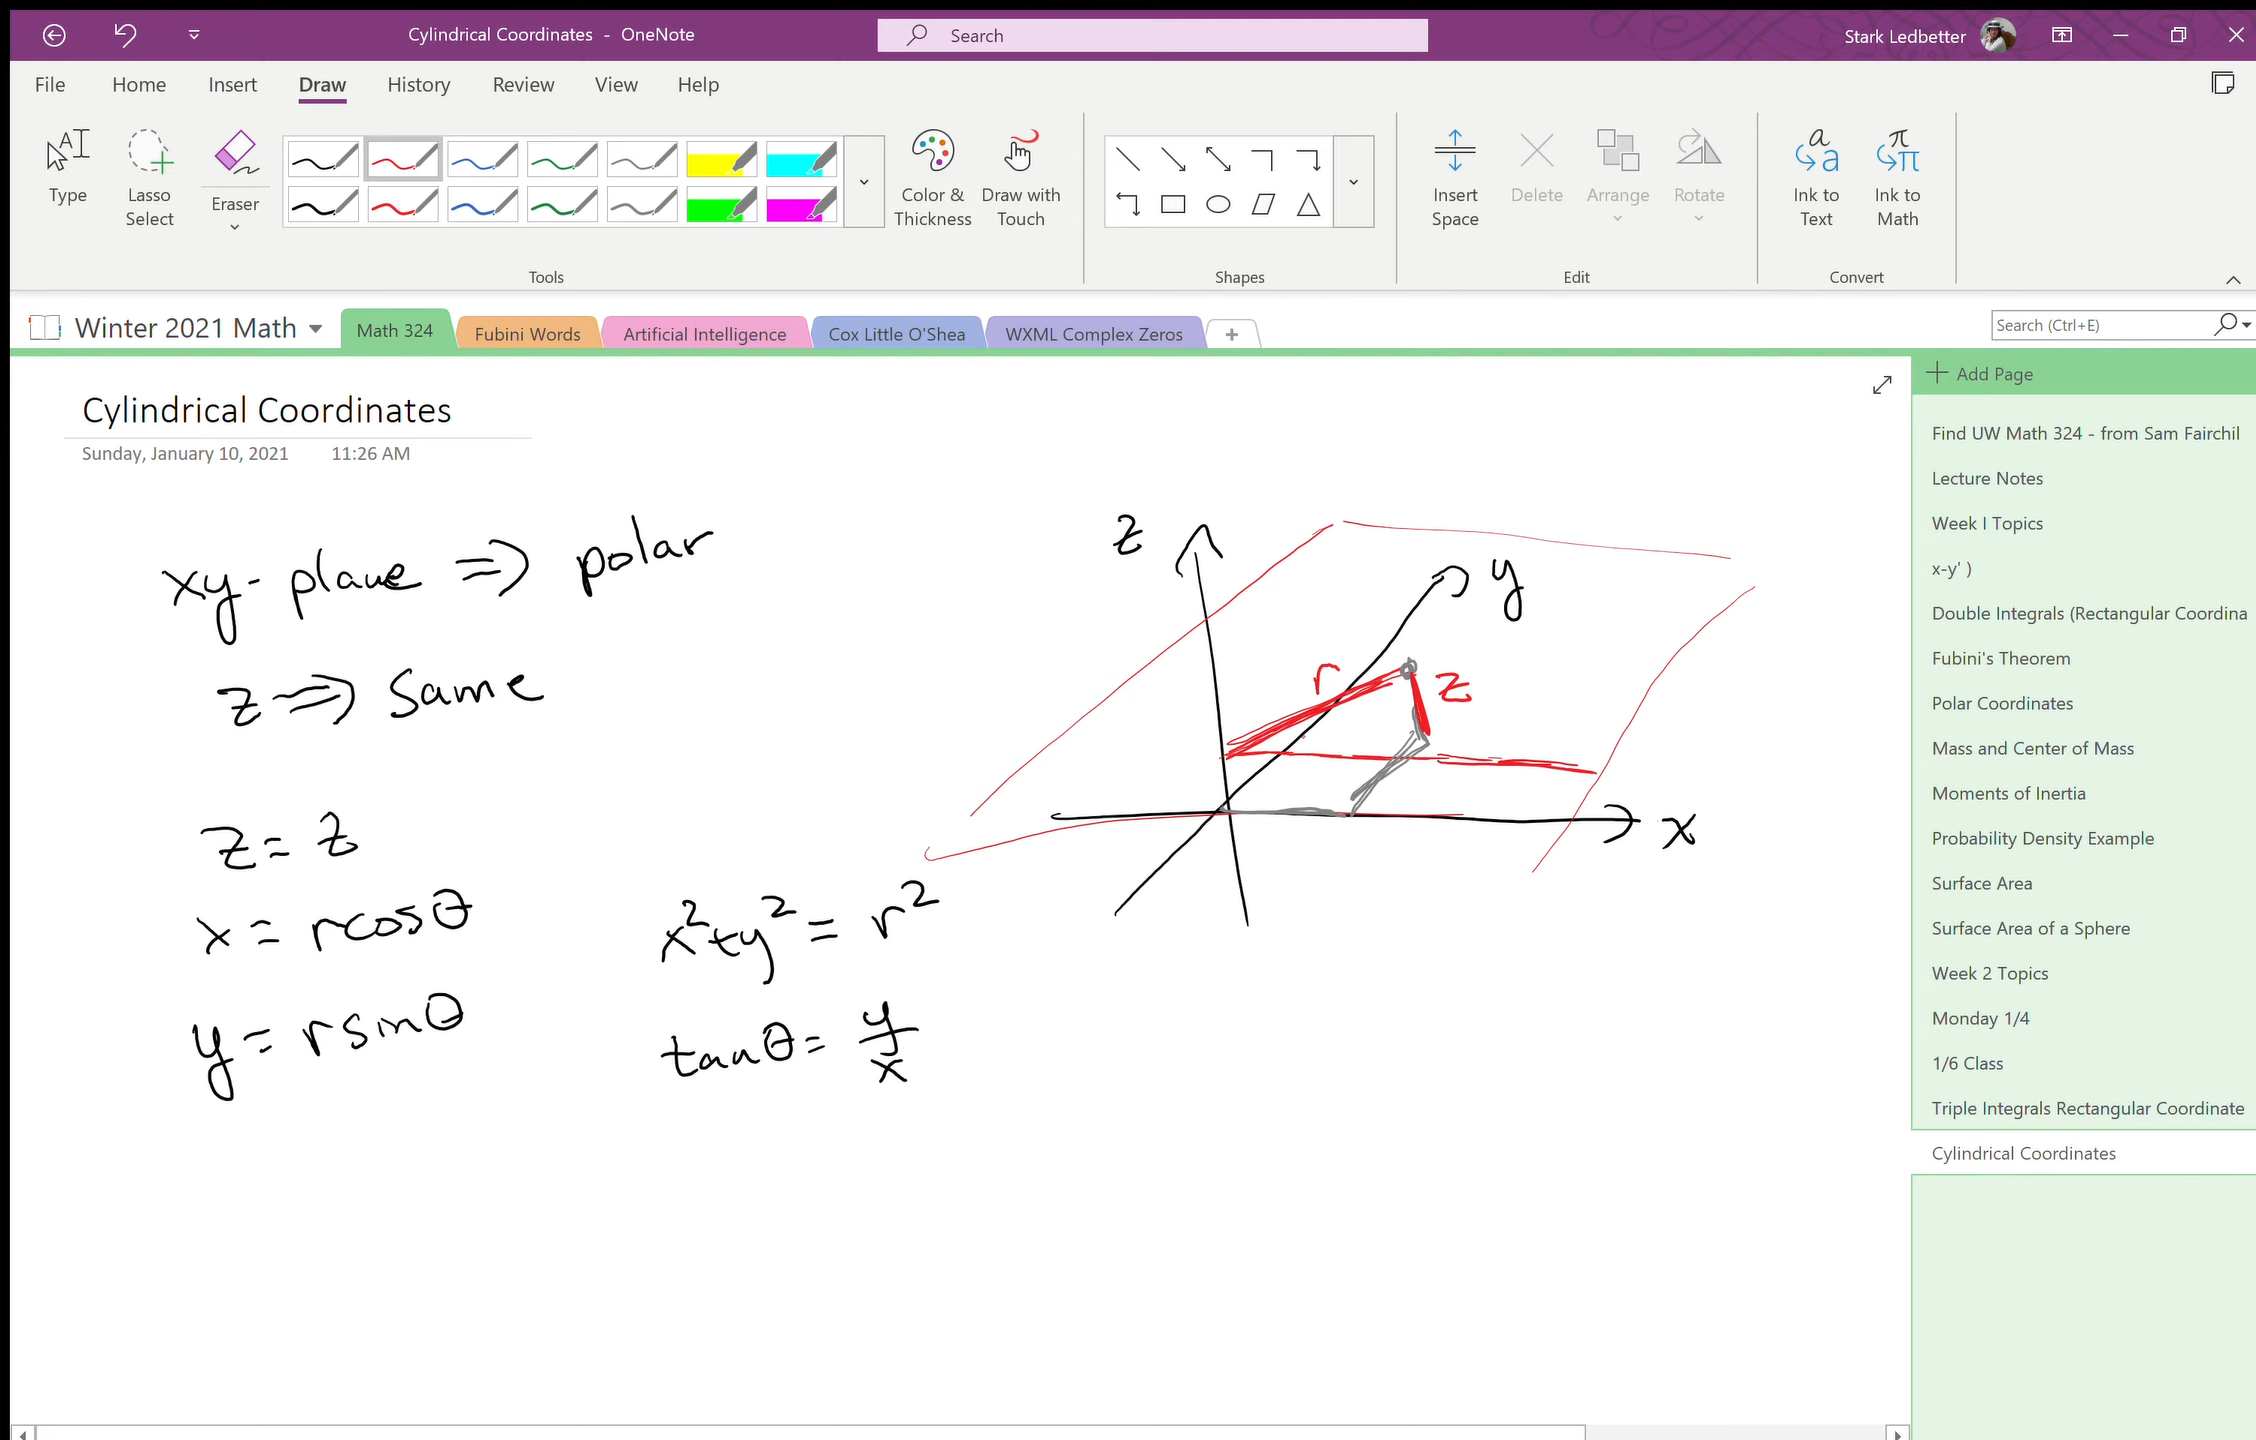 Cylindrical Coordinates - OneNote
Search
Stark Ledbetter
File Home Insert Draw History Review View Help
Type
Lasso Select
Eraser
Color & Thickness
Draw with Touch
Insert Space
Delete
Arrange
Rotate
a a
Ink to Text
π π
Ink to Math
Tools
Shapes
Edit
Convert
Winter 2021 Math
Math 324
Fubini Words
Artificial Intelligence
Cox Little O'Shea
WXML Complex Zeros
+
Search (Ctrl+E)
Cylindrical Coordinates
Sunday, January 10, 2021 11:26 AM
xy-plane => polar
z => same
z = z
x = rcosθ
y = rsinθ
x²+y² = r²
tanθ = y/x
z
y
r
z
x
Add Page
Find UW Math 324 - from Sam Fairchil
Lecture Notes
Week I Topics
x-y' )
Double Integrals (Rectangular Coordina
Fubini's Theorem
Polar Coordinates
Mass and Center of Mass
Moments of Inertia
Probability Density Example
Surface Area
Surface Area of a Sphere
Week 2 Topics
Monday 1/4
1/6 Class
Triple Integrals Rectangular Coordinate
Cylindrical Coordinates